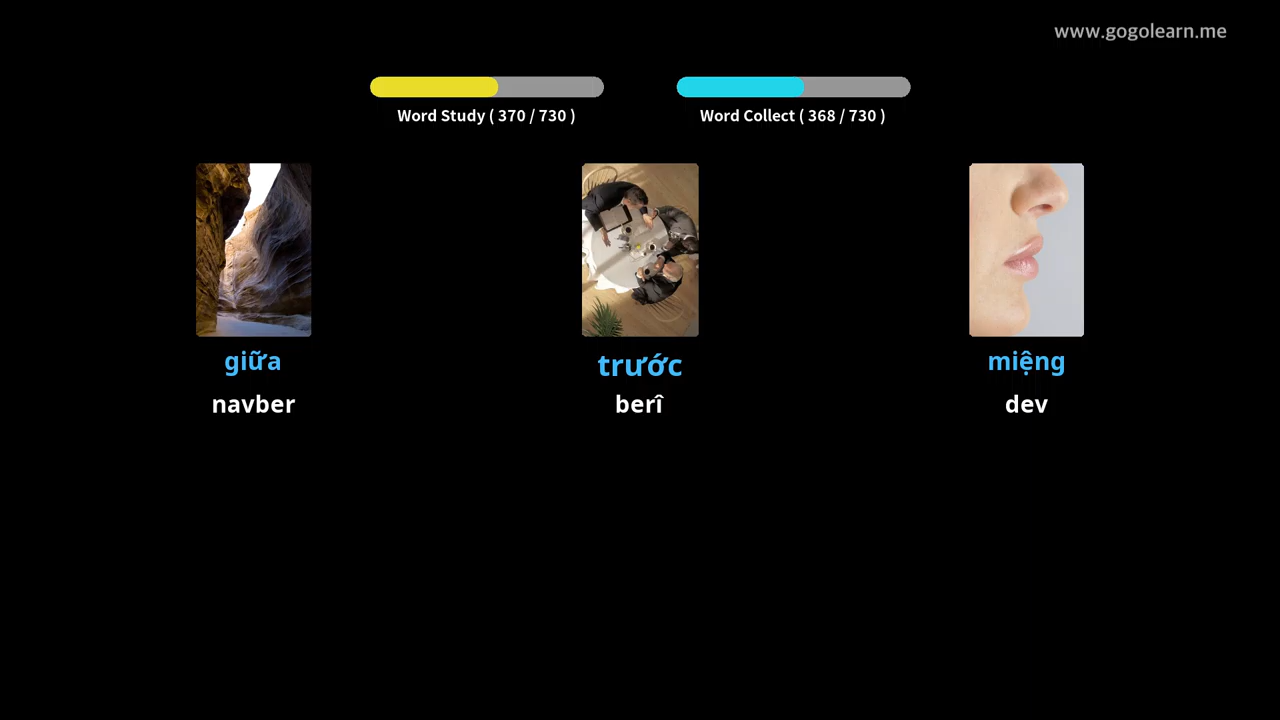 www.gogolearn.me
Word Study ( 370 / 730 )
Word Collect ( 368 / 730 )
giữa
trước
miệng
navber
berî
dev